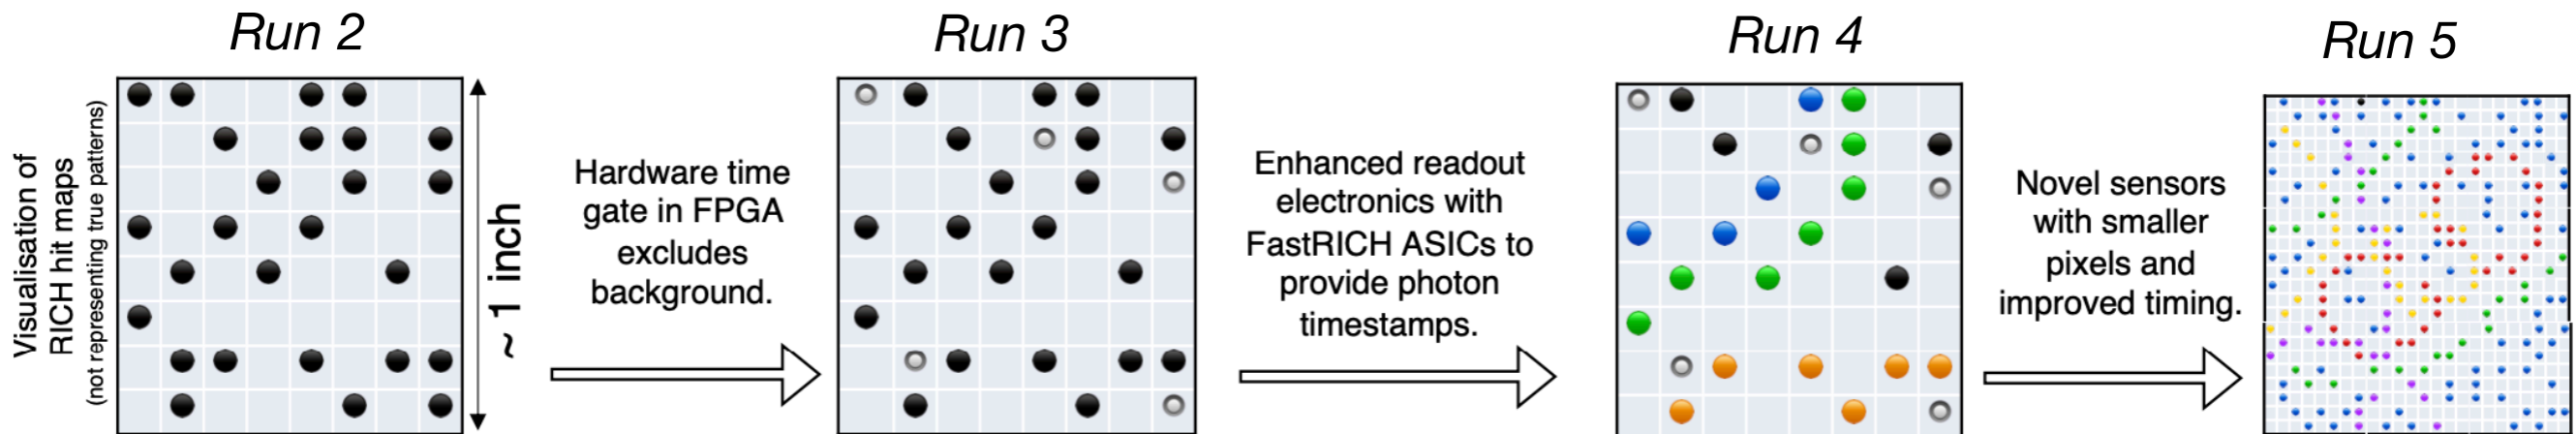 Run 2
Run 3
Run 4
Run 5
Visualisation of
RICH hit maps
(not representing true patterns)
~ 1 inch
Hardware time
gate in FPGA
excludes
background.
Enhanced readout
electronics with
FastRICH ASICs to
provide photon
timestamps.
Novel sensors
with smaller
pixels and
improved timing.